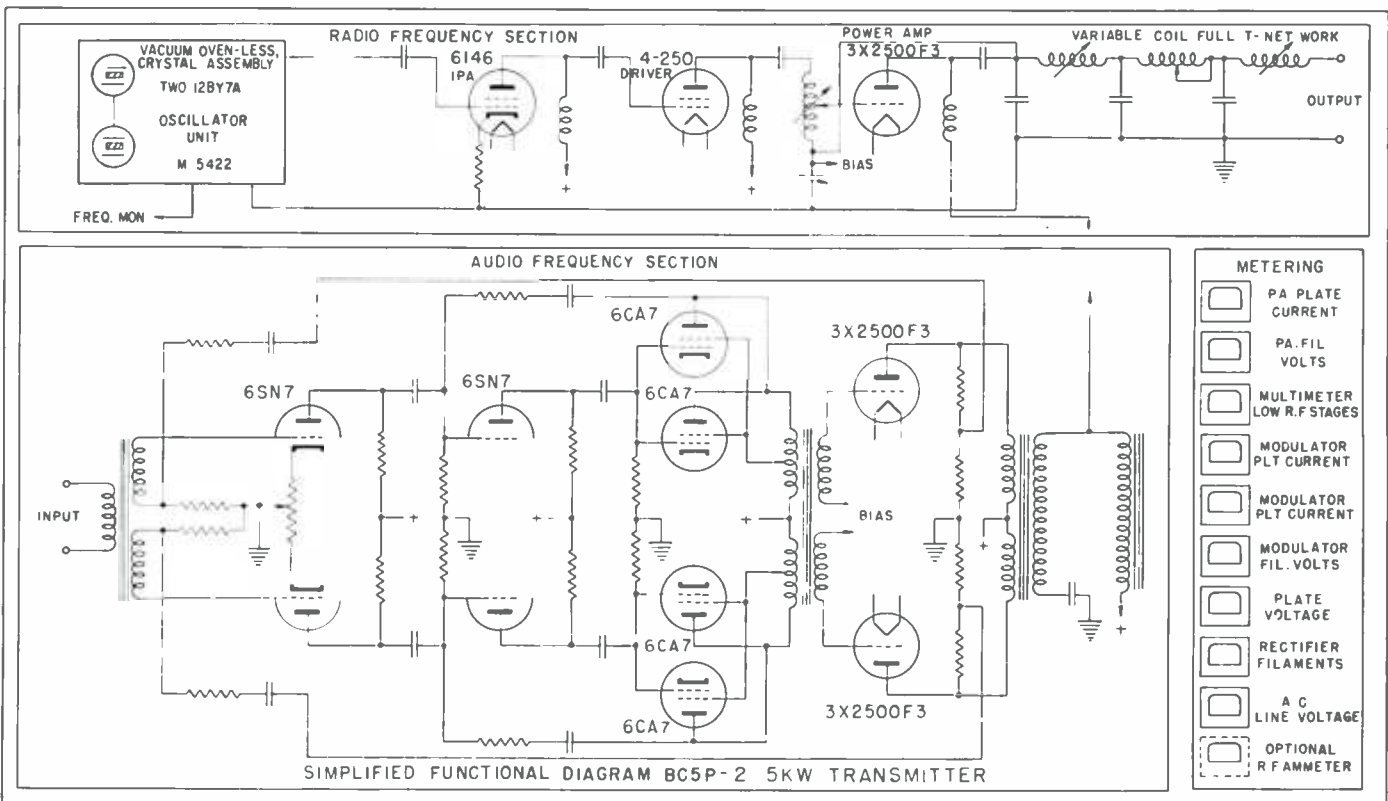 RADIO FREQUENCY SECTION
VACUUM OVEN-LESS,
CRYSTAL ASSEMBLY
TWO 12BY7A
OSCILLATOR
UNIT
M 5422
FREQ. MON
6146
IPA
+
4-250
DRIVER
+
BIAS
POWER AMP
3X2500F3
VARIABLE COIL FULL T-NET WORK
OUTPUT
AUDIO FREQUENCY SECTION
INPUT
6SN7
+
6SN7
+
6CA7
6CA7
6CA7
6CA7
+
BIAS
3X2500F3
3X2500F3
+
+
SIMPLIFIED FUNCTIONAL DIAGRAM BC5P-2 5KW TRANSMITTER
METERING
PA PLATE
CURRENT
PA. FIL
VOLTS
MULTIMETER
LOW R.F STAGES
MODULATOR
PLT CURRENT
MODULATOR
PLT CURRENT
MODULATOR
FIL. VOLTS
PLATE
VOLTAGE
RECTIFIER
FILAMENTS
A C
LINE VOLTAGE
OPTIONAL
R F AMMETER